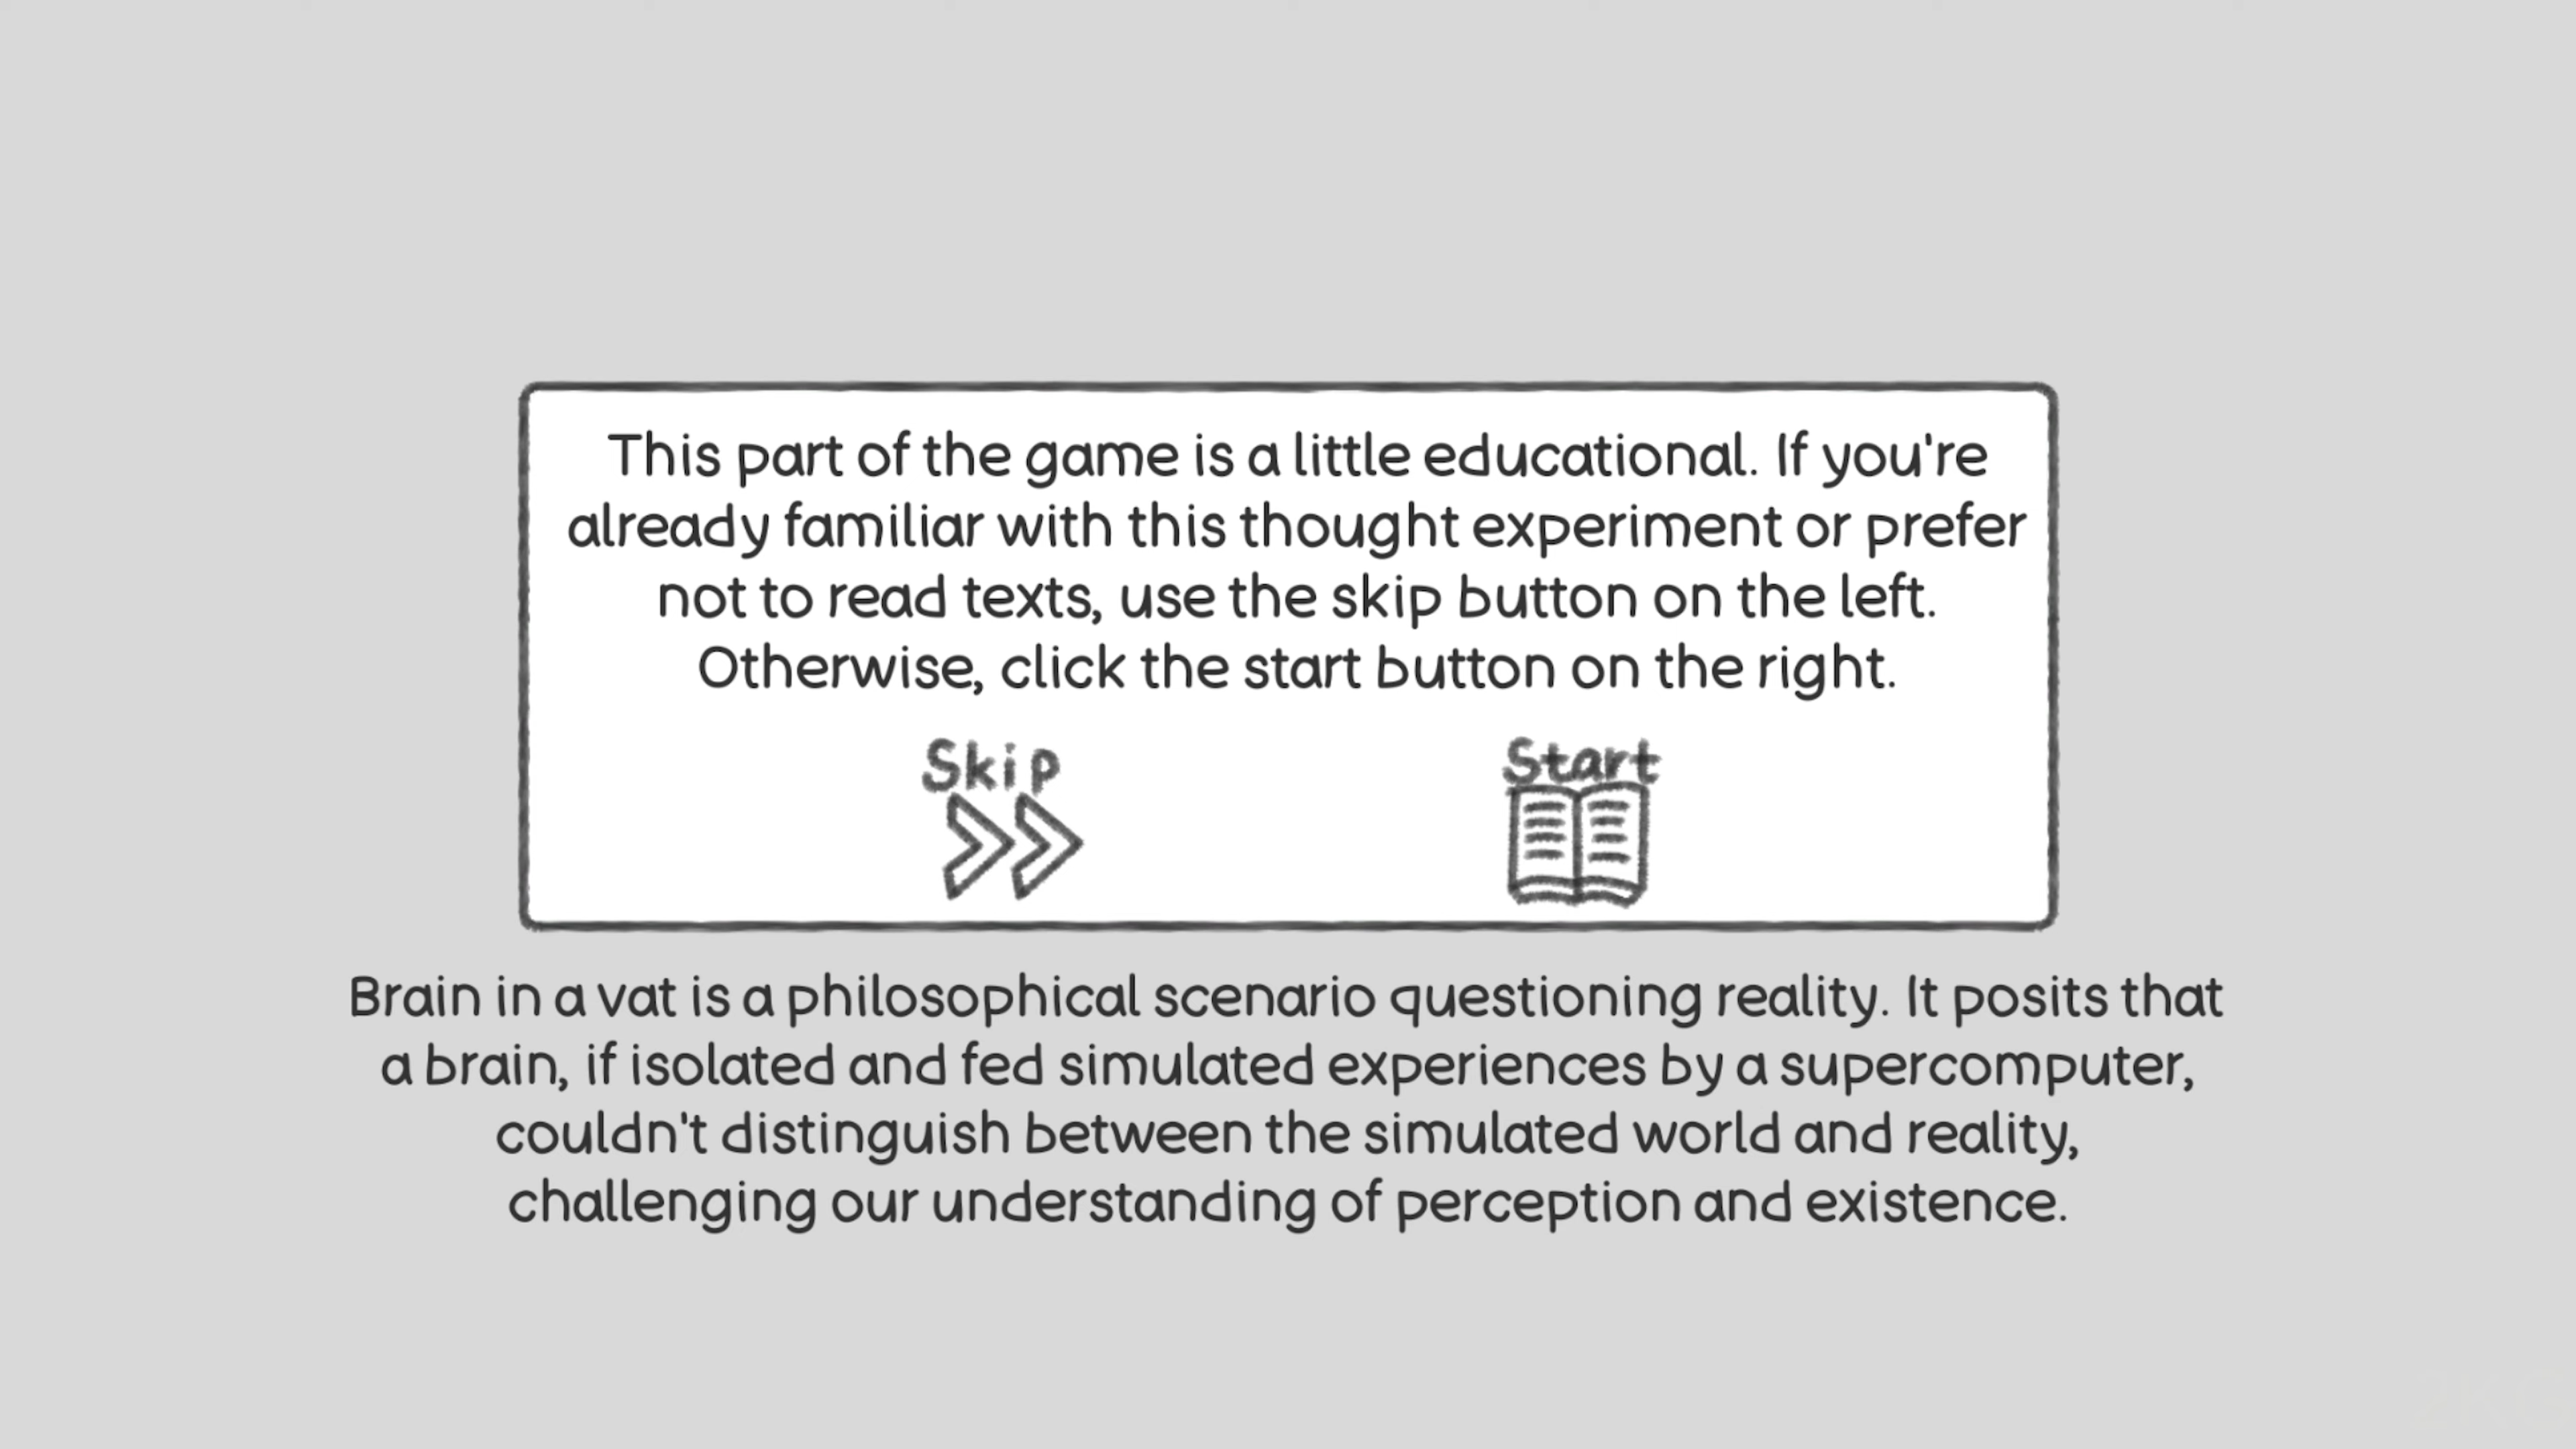 This part of the game is a little educational. If you're
already familiar with this thought experiment or prefer
not to read texts, use the skip button on the left.
Otherwise, click the start button on the right.
Skip
Start
Brain in a vat is a philosophical scenario questioning reality. It posits that
a brain, if isolated and fed simulated experiences by a supercomputer,
couldn't distinguish between the simulated world and reality,
challenging our understanding of perception and existence.